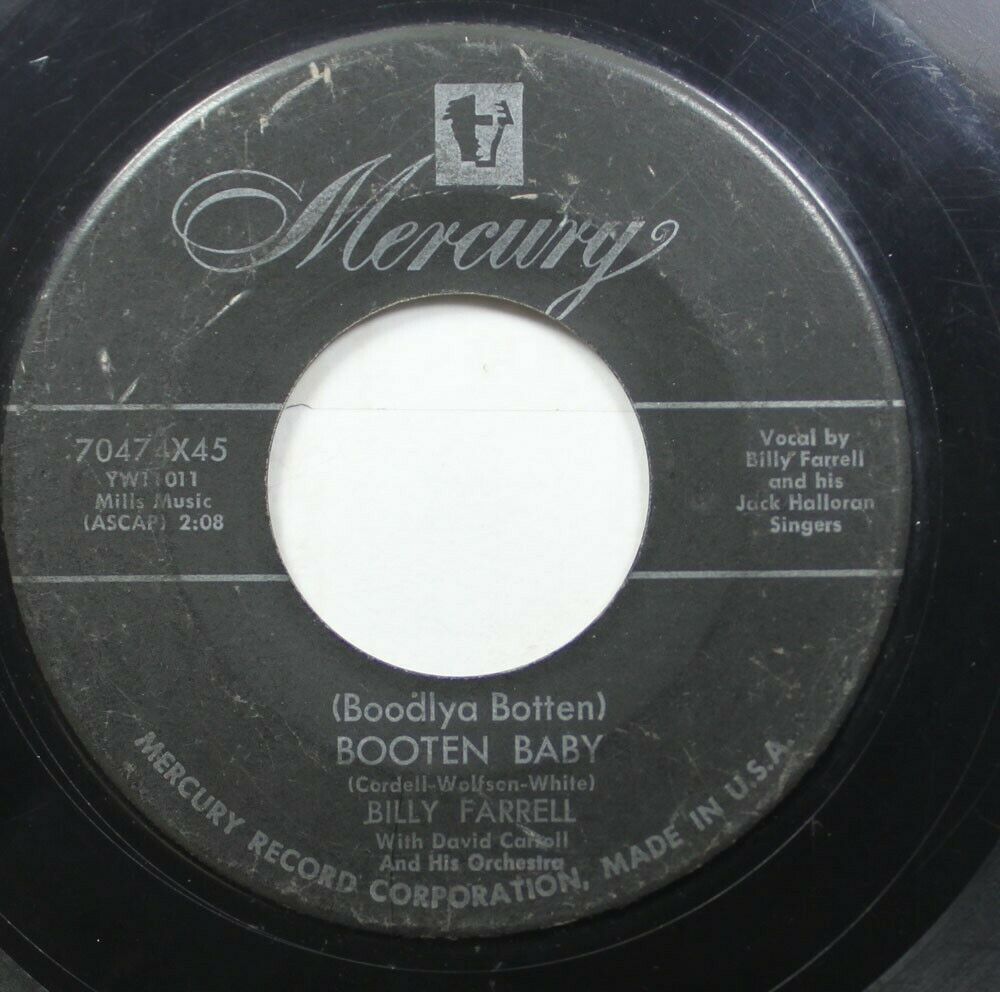 Mercury
70474X45
YW11011
Mills Music
(ASCAP) 2:08
Vocal by
Billy Farrell
and his
Jack Halloran
Singers
(Boodlya Botten)
BOOTEN BABY
(Cordell-Wolfson-White)
BILLY FARRELL
With David Carroll
And His Orchestra
MERCURY RECORD CORPORATION, MADE IN U.S.A.